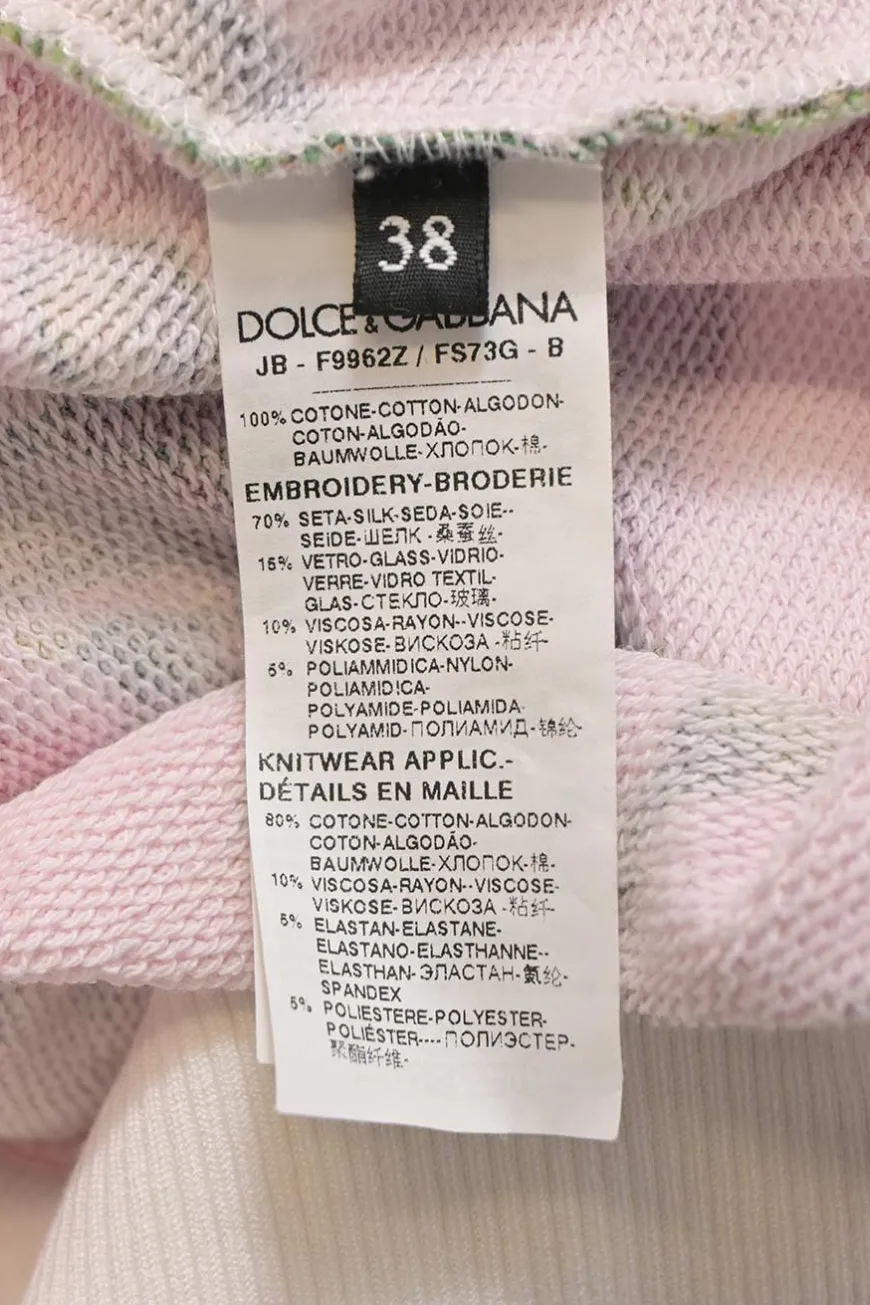 38
DOLCE & GABBANA
JB - F9962Z / FS73G - B
100% COTONE-COTTON-ALGODON-
COTON-ALGODÃO-
BAUMWOLLE-ХЛОПОК-棉-
EMBROIDERY-BRODERIE
70% SETA-SILK-SEDA-SOIE--
SEIDE-ШЕЛК -桑蚕丝-
15% VETRO-GLASS-VIDRIO-
VERRE-VIDRO TEXTIL-
GLAS-СТЕКЛО-玻璃-
10% VISCOSA-RAYON--VISCOSE-
VISKOSE-ВИСКОЗА -粘纤-
5% POLIAMMIDICA-NYLON-
POLIAMIDICA-
POLYAMIDE-POLIAMIDA-
POLYAMID-ПОЛИАМИД-锦纶-
KNITWEAR APPLIC.-
DÉTAILS EN MAILLE
80% COTONE-COTTON-ALGODON-
COTON-ALGODÃO-
BAUMWOLLE-ХЛОПОК-棉-
10% VISCOSA-RAYON--VISCOSE-
VISKOSE-ВИСКОЗА -粘纤-
5% ELASTAN-ELASTANE-
ELASTANO-ELASTHANNE--
ELASTHAN-ЭЛАСТАН-氨纶-
SPANDEX
5% POLIESTERE-POLYESTER-
POLIÉSTER----ПОЛИЭСТЕР-
聚酯纤维-